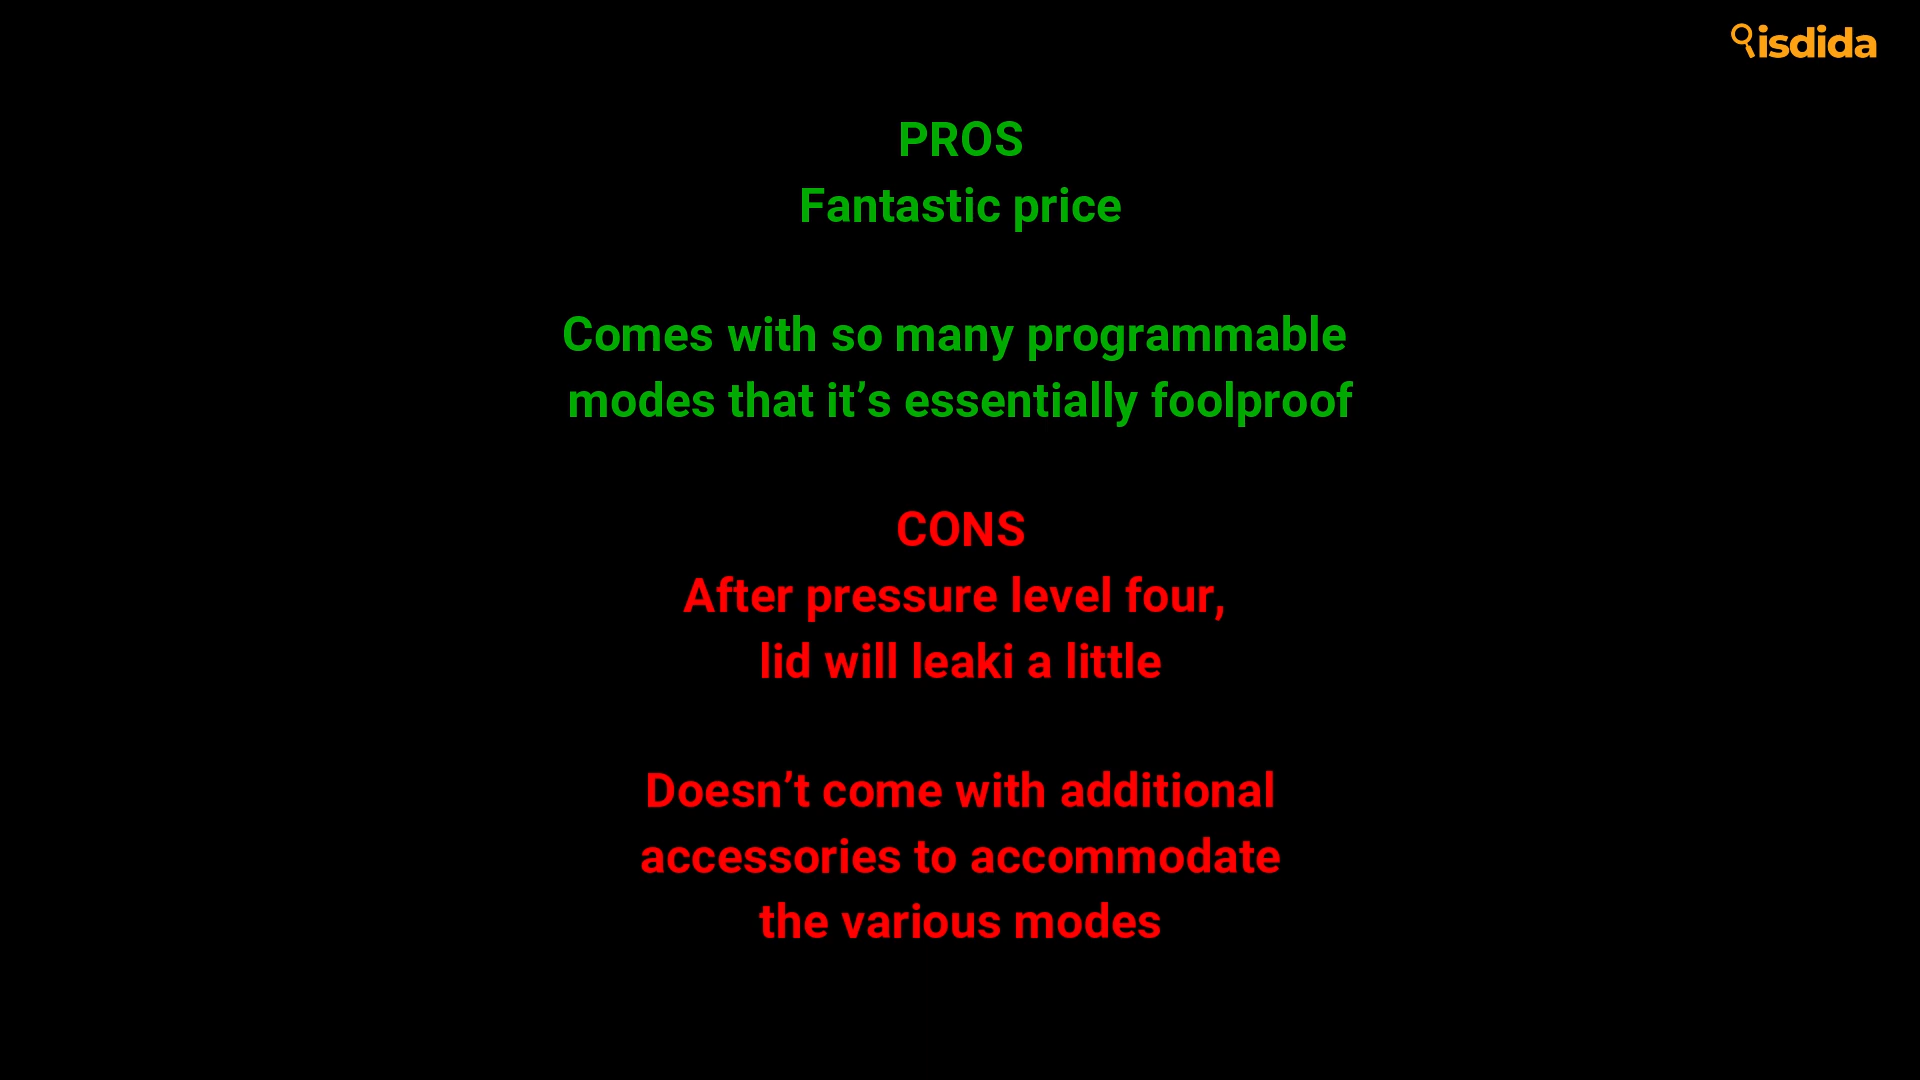 isdida
PROS
Fantastic price
Comes with so many programmable
modes that it’s essentially foolproof
CONS
After pressure level four,
lid will leaki a little
Doesn’t come with additional
accessories to accommodate
the various modes